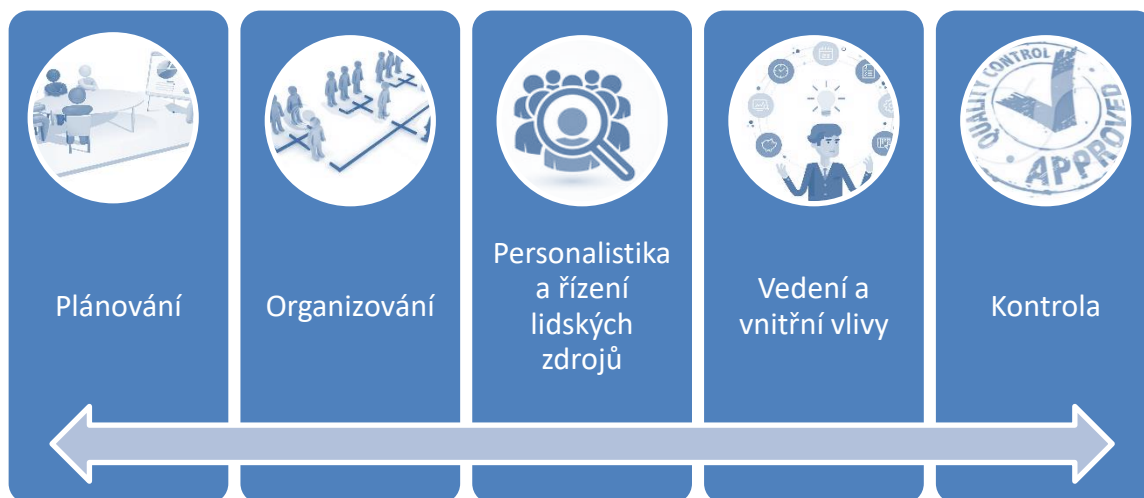 QUALITY CONTROL
APPROVED
Plánování
Organizování
Personalistika
a řízení
lidských
zdrojů
Vedení a
vnitřní vlivy
Kontrola